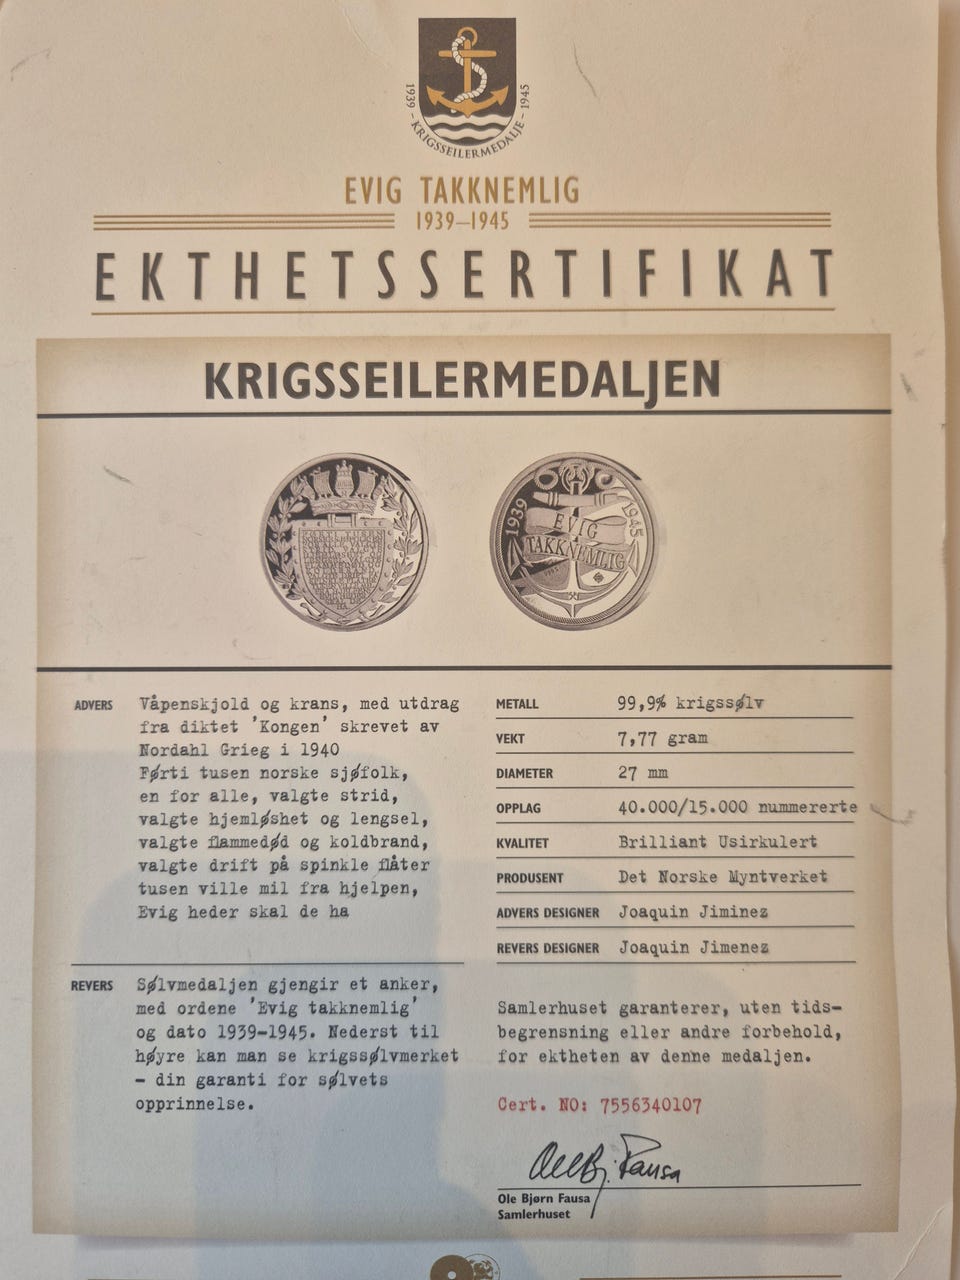 1939 - KRIGSSEILERMEDALJE - 1945
EVIG TAKKNEMLIG
1939–1945
EKTHETSSERTIFIKAT
KRIGSSEILERMEDALJEN
1939
1945
EVIG
TAKKNEMLIG
ADVERS
Våpenskjold og krans, med utdrag
fra diktet 'Kongen' skrevet av
Nordahl Grieg i 1940
Førti tusen norske sjøfolk,
en for alle, valgte strid,
valgte hjemløshet og lengsel,
valgte flammedød og koldbrand,
valgte drift på spinkle flåter
tusen ville mil fra hjelpen,
Evig heder skal de ha
REVERS
Sølvmedaljen gjengir et anker,
med ordene 'Evig takknemlig'
og dato 1939-1945. Nederst til
høyre kan man se krigssølvmerket
– din garanti for sølvets
opprinnelse.
METALL 99,9% krigssølv
VEKT 7,77 gram
DIAMETER 27 mm
OPPLAG 40.000/15.000 nummererte
KVALITET Brilliant Usirkulert
PRODUSENT Det Norske Myntverket
ADVERS DESIGNER Joaquin Jiminez
REVERS DESIGNER Joaquin Jimenez
Samlerhuset garanterer, uten tids-
begrensning eller andre forbehold,
for ektheten av denne medaljen.
Cert. NO: 7556340107
Ole Bj. Fausa
Ole Bjørn Fausa
Samlerhuset